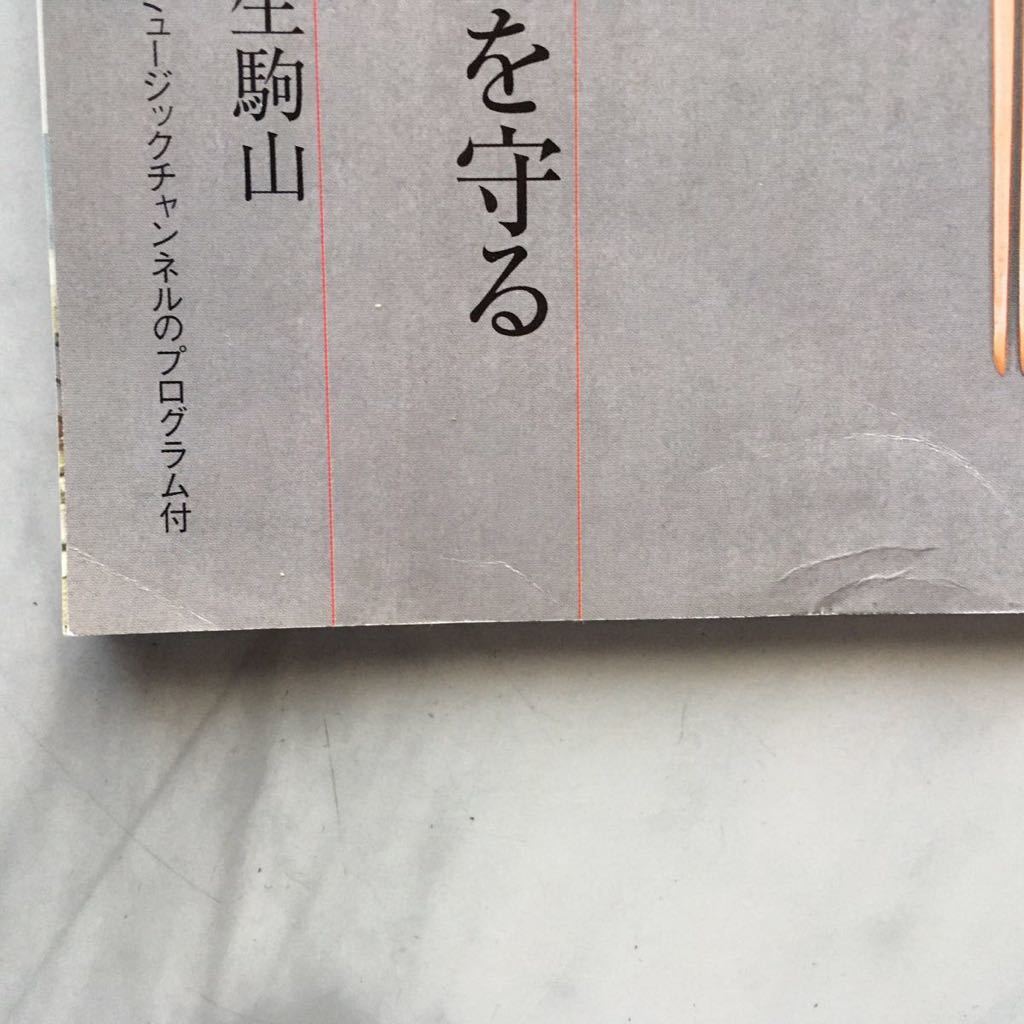 を守る
生駒山
ミュージックチャンネルのプログラム付